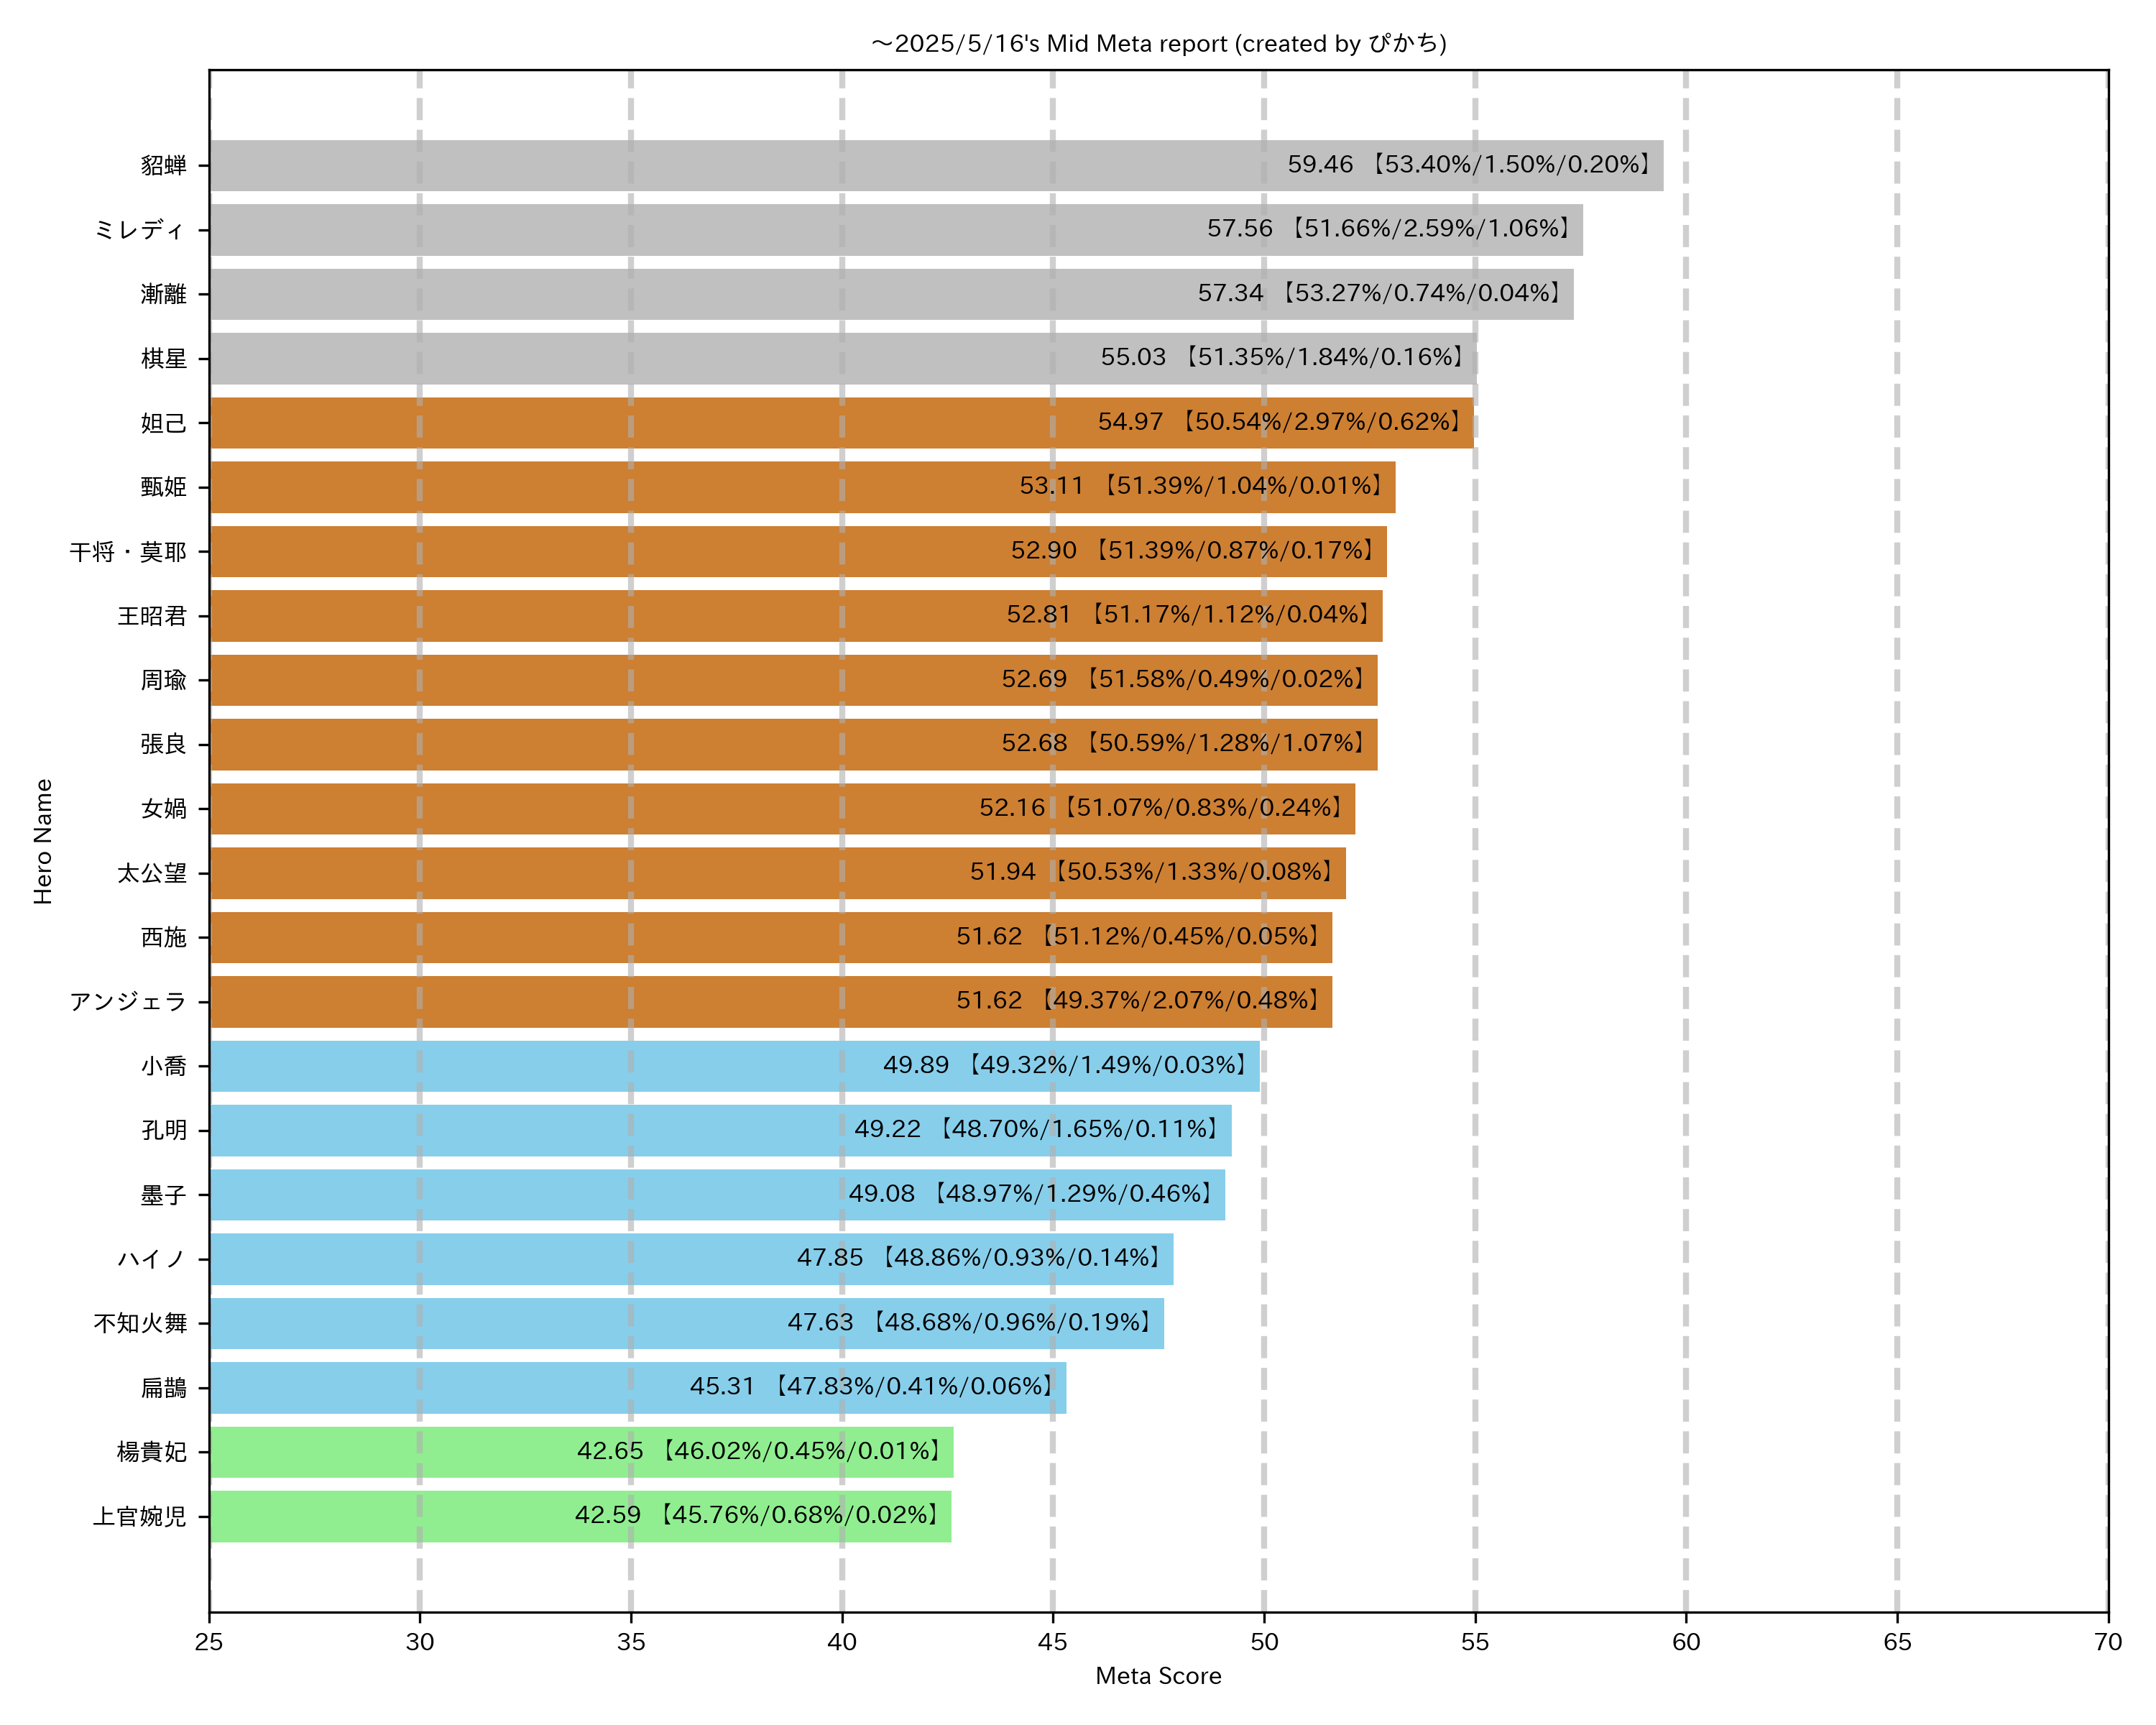 ～2025/5/16's Mid Meta report (created by ぴかち)
貂蝉 59.46 【53.40%/1.50%/0.20%】
ミレディ 57.56 【51.66%/2.59%/1.06%】
漸離 57.34 【53.27%/0.74%/0.04%】
棋星 55.03 【51.35%/1.84%/0.16%】
妲己 54.97 【50.54%/2.97%/0.62%】
甄姫 53.11 【51.39%/1.04%/0.01%】
干将・莫耶 52.90 【51.39%/0.87%/0.17%】
王昭君 52.81 【51.17%/1.12%/0.04%】
周瑜 52.69 【51.58%/0.49%/0.02%】
張良 52.68 【50.59%/1.28%/1.07%】
女媧 52.16 【51.07%/0.83%/0.24%】
太公望 51.94 【50.53%/1.33%/0.08%】
西施 51.62 【51.12%/0.45%/0.05%】
アンジェラ 51.62 【49.37%/2.07%/0.48%】
小喬 49.89 【49.32%/1.49%/0.03%】
孔明 49.22 【48.70%/1.65%/0.11%】
墨子 49.08 【48.97%/1.29%/0.46%】
ハイノ 47.85 【48.86%/0.93%/0.14%】
不知火舞 47.63 【48.68%/0.96%/0.19%】
扁鵲 45.31 【47.83%/0.41%/0.06%】
楊貴妃 42.65 【46.02%/0.45%/0.01%】
上官婉児 42.59 【45.76%/0.68%/0.02%】
Hero Name
25 30 35 40 45 50 55 60 65 70
Meta Score